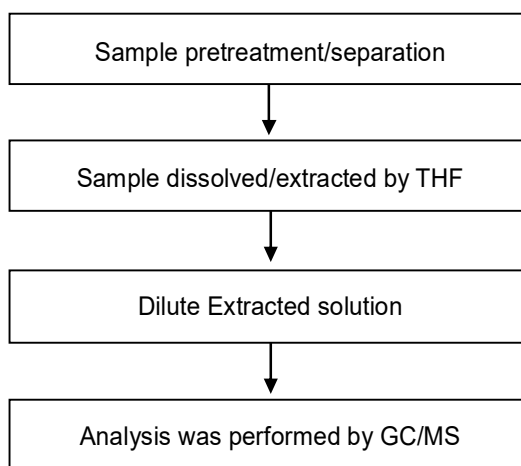 Sample pretreatment/separation
Sample dissolved/extracted by THF
Dilute Extracted solution
Analysis was performed by GC/MS